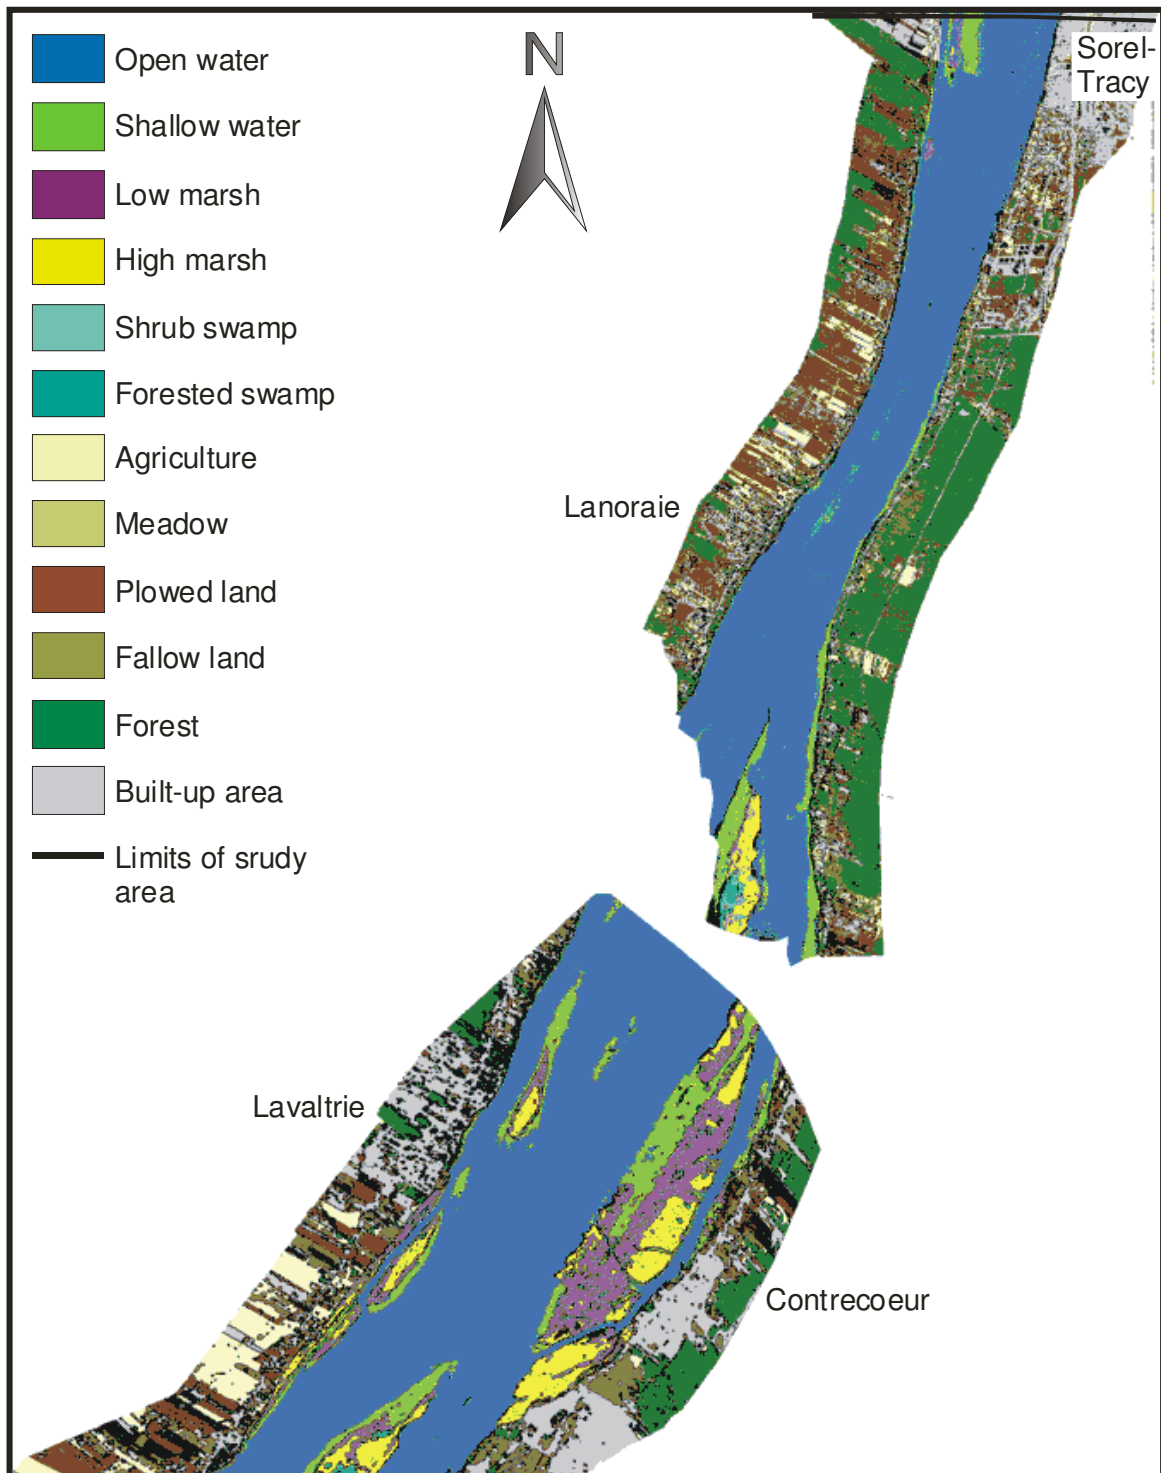 N
Open water
Shallow water
Low marsh
High marsh
Shrub swamp
Forested swamp
Agriculture
Meadow
Plowed land
Fallow land
Forest
Built-up area
Limits of srudy
area
Sorel-
Tracy
Lanoraie
Lavaltrie
Contrecoeur